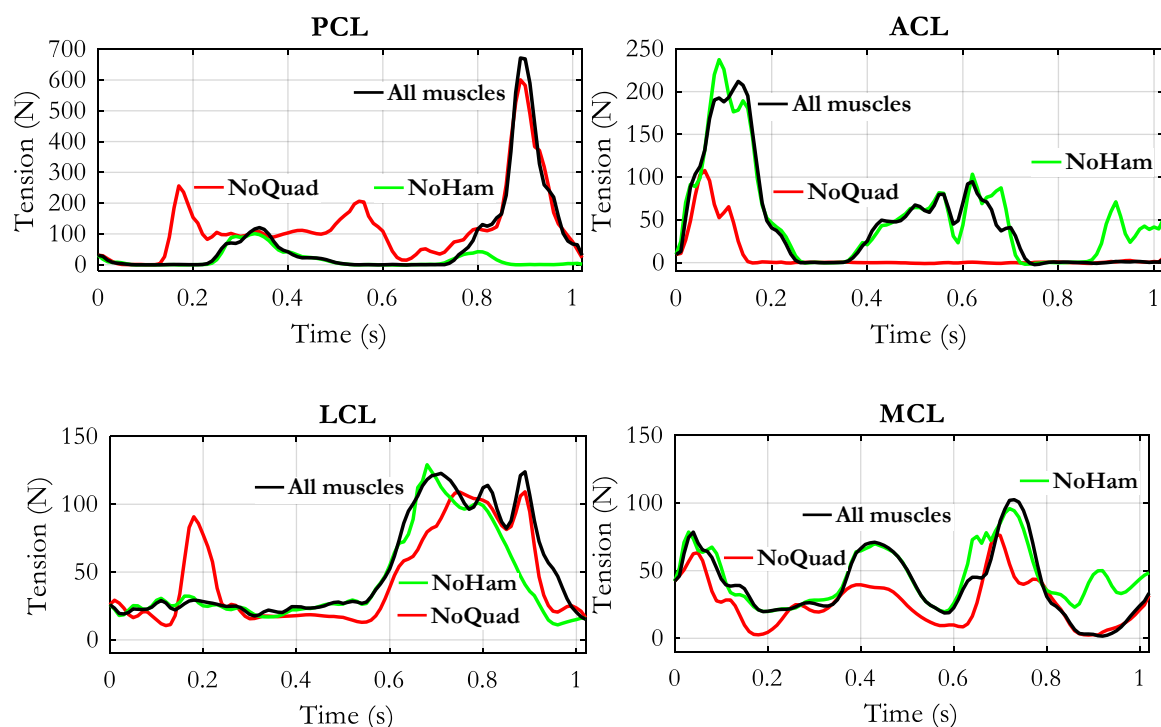 PCL
700
600
500
400
300
200
100
0
Tension (N)
All muscles
NoQuad
NoHam
0 0.2 0.4 0.6 0.8 1
Time (s)
ACL
250
200
150
100
50
0
Tension (N)
All muscles
NoHam
NoQuad
0 0.2 0.4 0.6 0.8 1
Time (s)
LCL
150
100
50
0
Tension (N)
All muscles
NoHam
NoQuad
0 0.2 0.4 0.6 0.8 1
Time (s)
MCL
150
100
50
0
Tension (N)
NoHam
All muscles
NoQuad
0 0.2 0.4 0.6 0.8 1
Time (s)